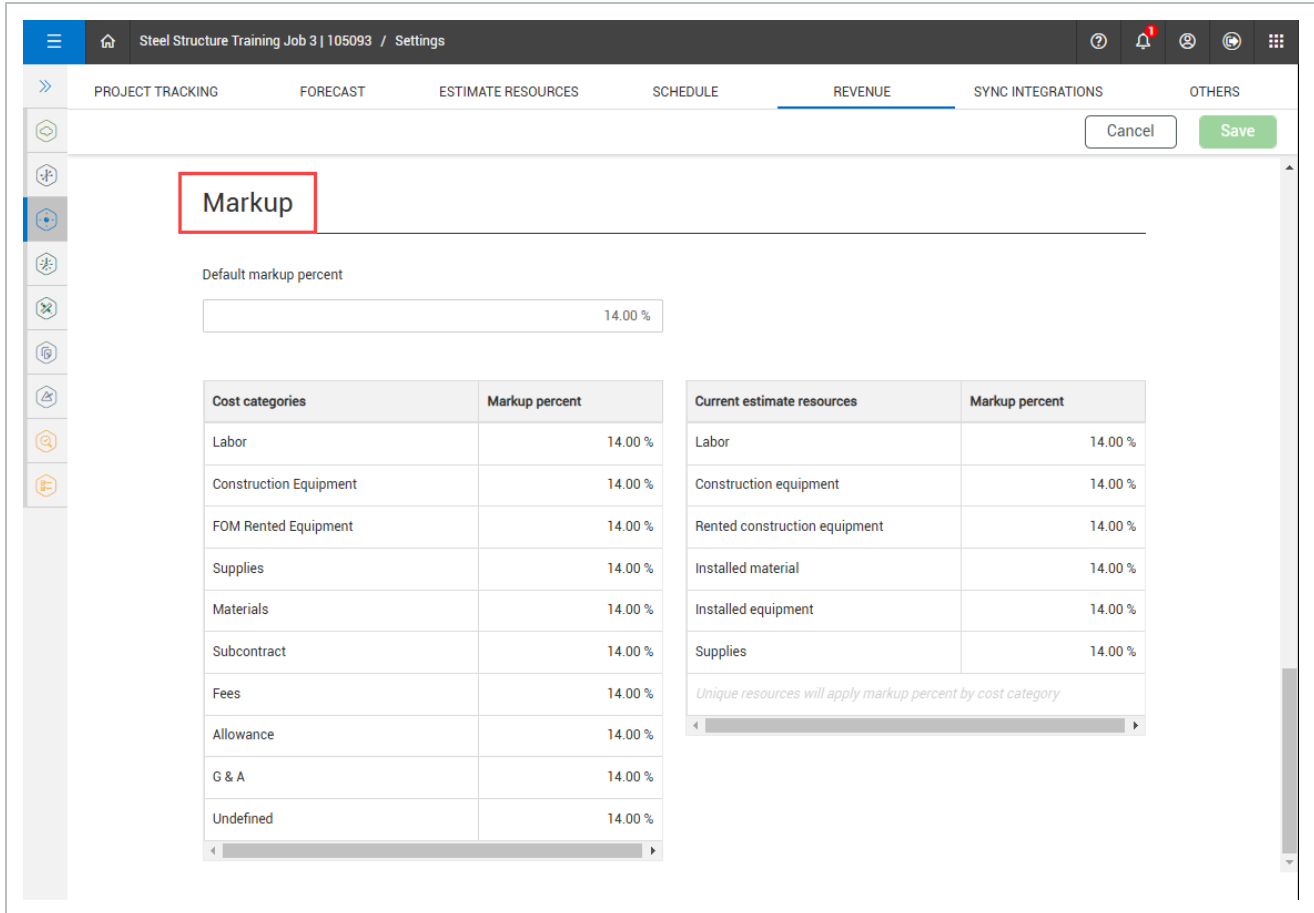 Steel Structure Training Job 3 | 105093 / Settings
1
PROJECT TRACKING FORECAST ESTIMATE RESOURCES SCHEDULE REVENUE SYNC INTEGRATIONS OTHERS
Cancel Save
Markup
Default markup percent
14.00 %
Cost categories Markup percent
Labor 14.00 %
Construction Equipment 14.00 %
FOM Rented Equipment 14.00 %
Supplies 14.00 %
Materials 14.00 %
Subcontract 14.00 %
Fees 14.00 %
Allowance 14.00 %
G & A 14.00 %
Undefined 14.00 %
Current estimate resources Markup percent
Labor 14.00 %
Construction equipment 14.00 %
Rented construction equipment 14.00 %
Installed material 14.00 %
Installed equipment 14.00 %
Supplies 14.00 %
Unique resources will apply markup percent by cost category